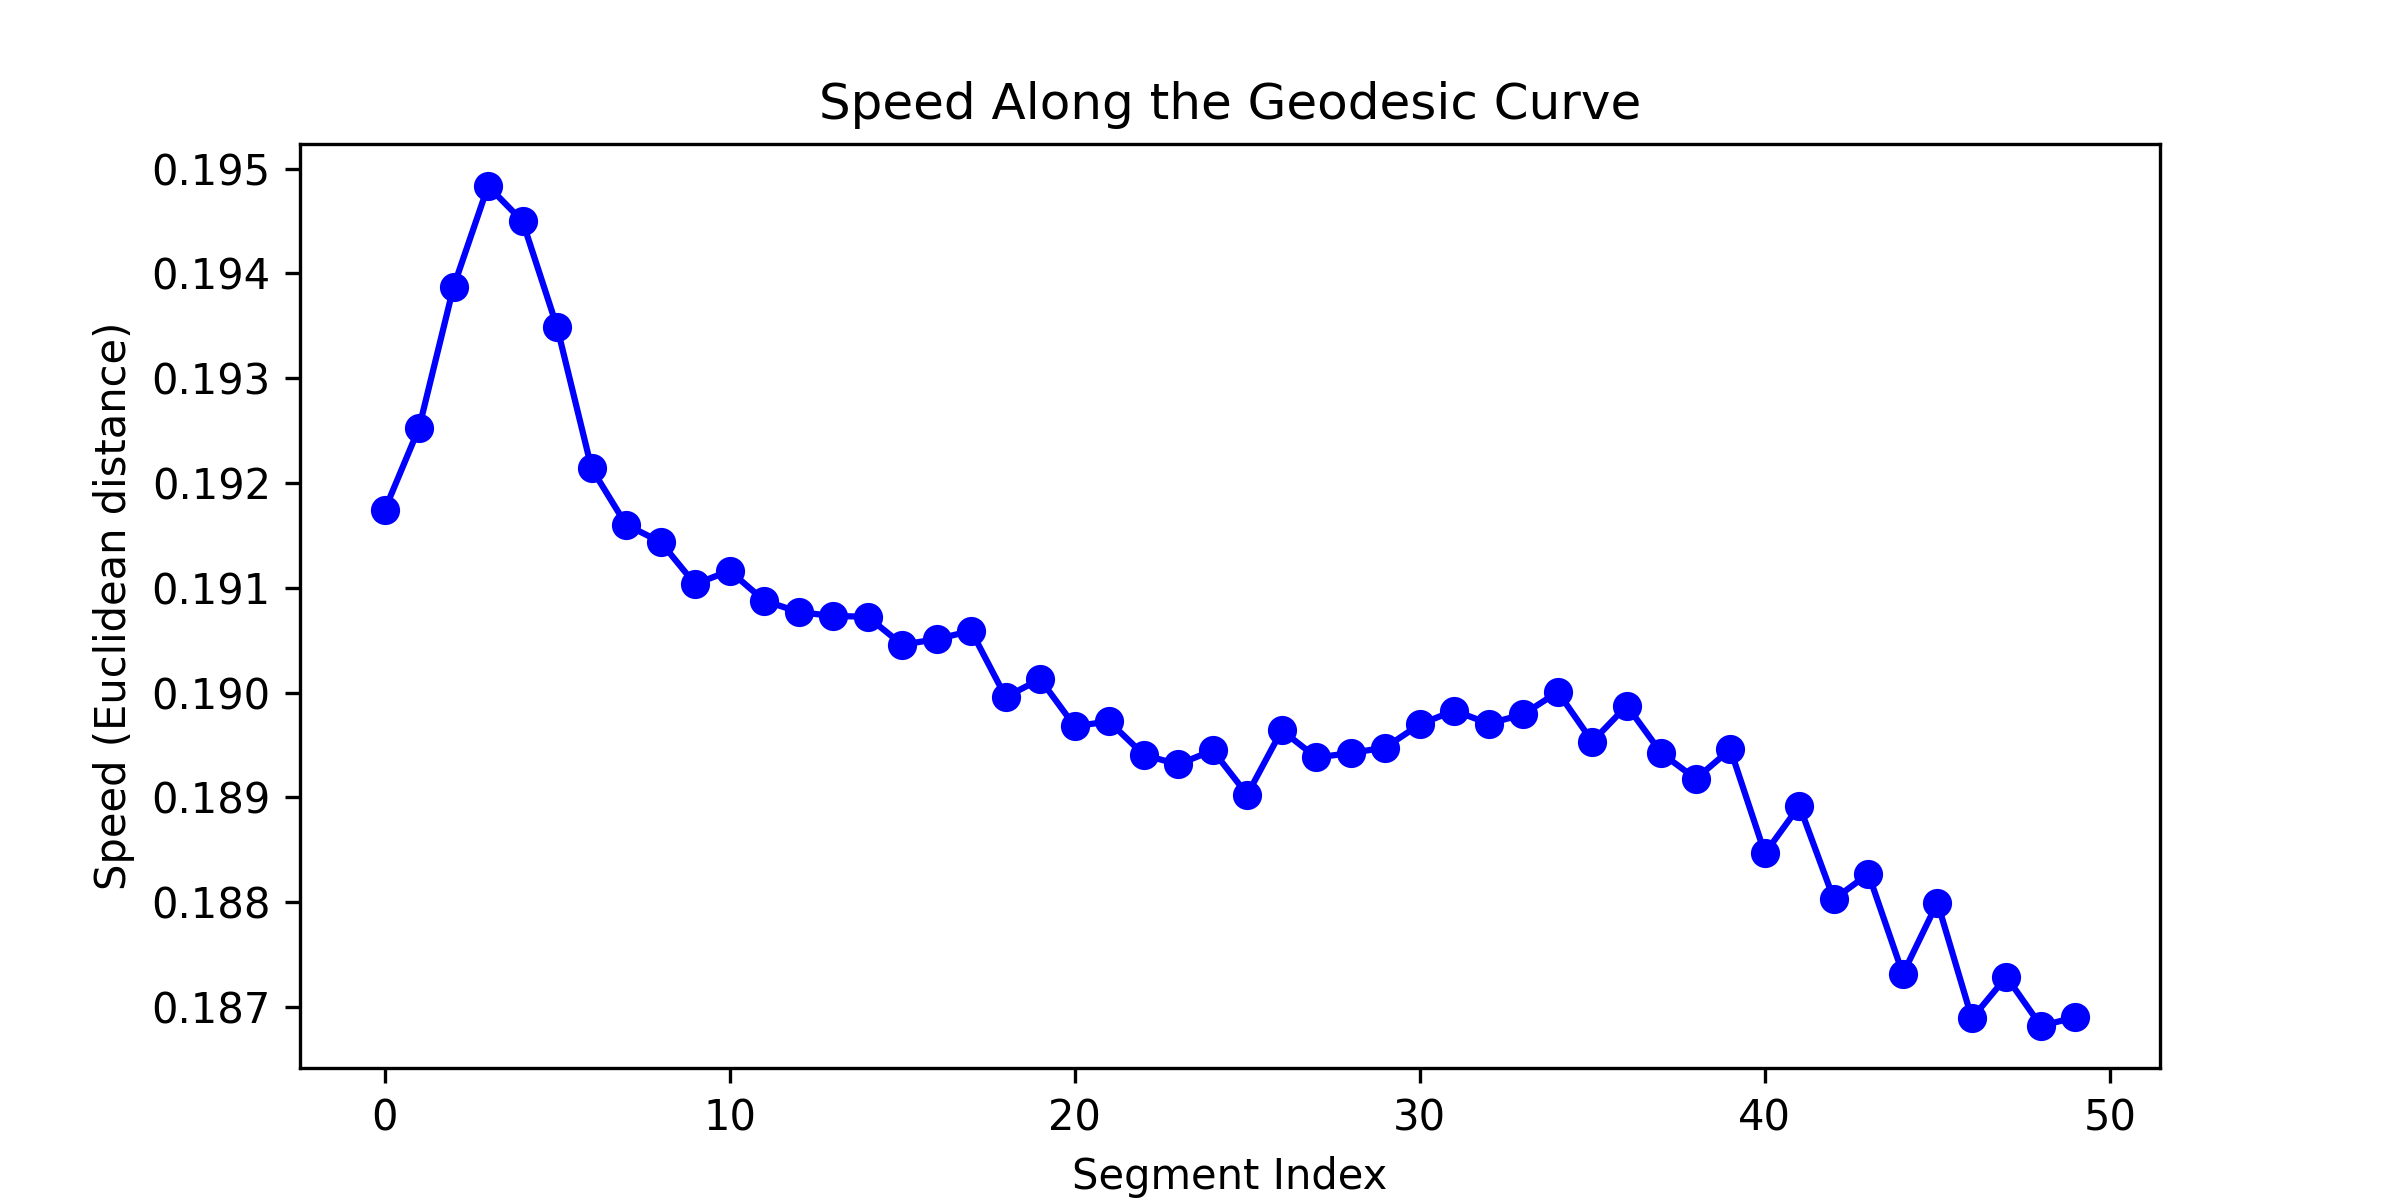 Speed Along the Geodesic Curve
Speed (Euclidean distance)
0.195
0.194
0.193
0.192
0.191
0.190
0.189
0.188
0.187
0 10 20 30 40 50
Segment Index